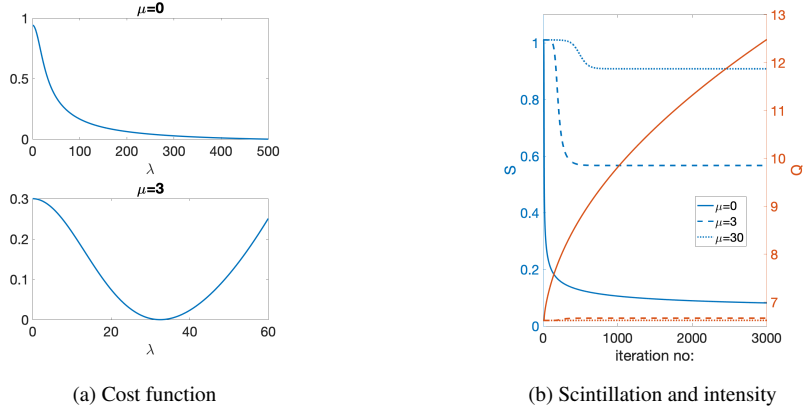 μ=0
1
0.5
0
0 100 200 300 400 500
λ
μ=3
0.3
0.2
0.1
0
0 20 40 60
λ
(a) Cost function
S
1
0.8
0.6
0.4
0.2
0
13
12
11
10
9
8
7
Q
μ=0
μ=3
μ=30
0 1000 2000 3000
iteration no:
(b) Scintillation and intensity